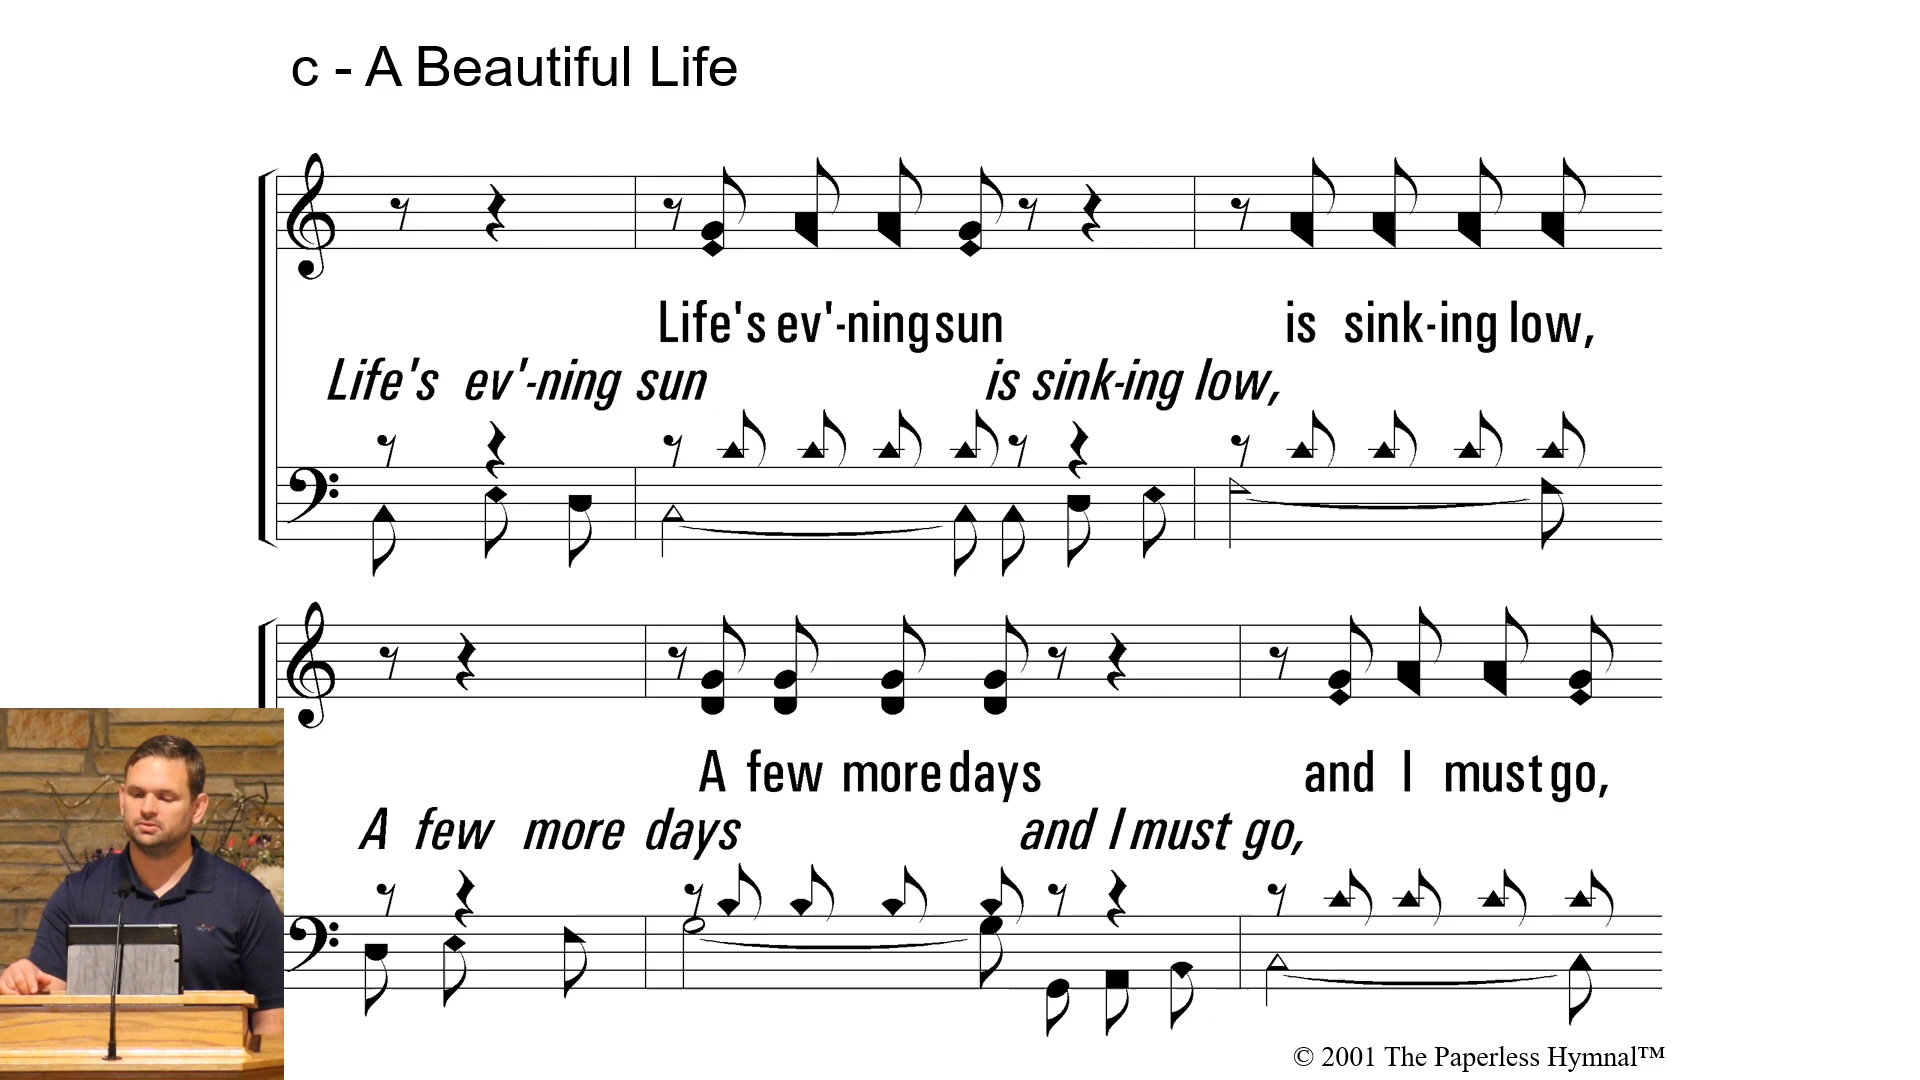 c - A Beautiful Life
Life's ev'-ning sun is sink-ing low,
Life's ev'-ning sun is sink-ing low,
A few more days and I must go,
A few more days and I must go,
© 2001 The Paperless Hymnal™